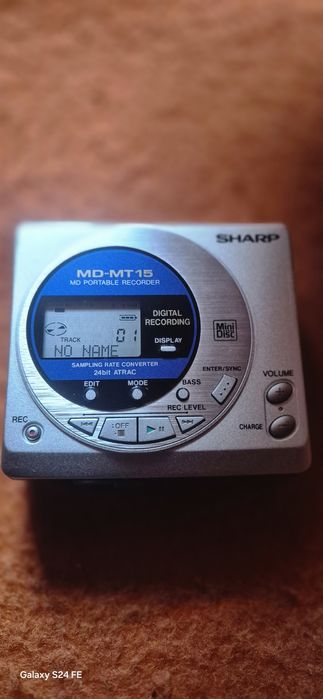 SHARP
MD-MT15
MD PORTABLE RECORDER
DIGITAL
RECORDING
TRACK 01
DISPLAY
NO NAME
Mini
DISC
SAMPLING RATE CONVERTER
24bit ATRAC
EDIT
MODE
BASS
ENTER/SYNC
VOLUME
REC LEVEL
REC
:OFF
CHARGE
Galaxy S24 FE